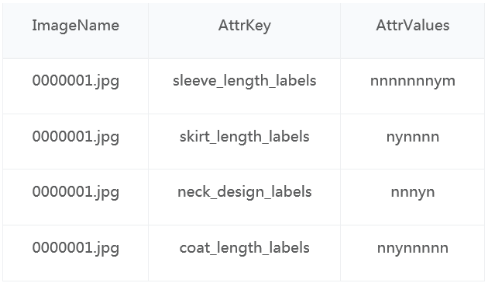 ImageName AttrKey AttrValues
0000001.jpg sleeve_length_labels nnnnnnnym
0000001.jpg skirt_length_labels nynnnn
0000001.jpg neck_design_labels nnnyn
0000001.jpg coat_length_labels nnynnnnn